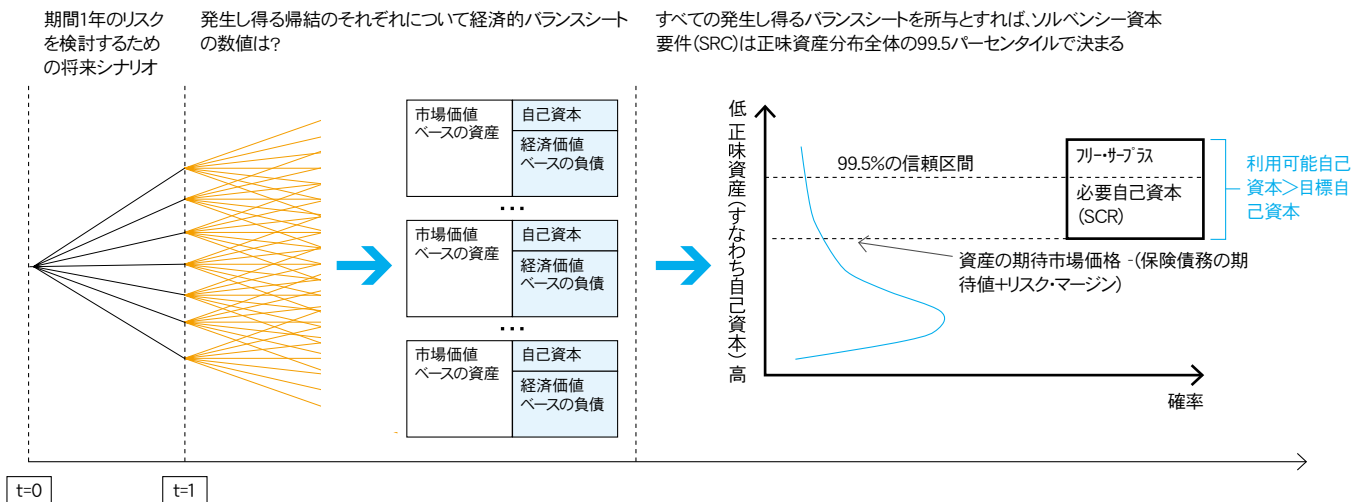 期間1年のリスク
を検討するため
の将来シナリオ
発生し得る帰結のそれぞれについて経済的バランスシート
の数値は?
すべての発生し得るバランスシートを所与とすれば、ソルベンシー資本
要件(SRC)は正味資産分布全体の99.5パーセンタイルで決まる
市場価値
ベースの資産
自己資本
経済価値
ベースの負債
...
市場価値
ベースの資産
自己資本
経済価値
ベースの負債
...
市場価値
ベースの資産
自己資本
経済価値
ベースの負債
低 正味資産(すなわち自己資本) 高
99.5%の信頼区間
フリー・サープラス
必要自己資本
(SCR)
利用可能自己
資本>目標自
己資本
資産の期待市場価格 -(保険債務の期
待値+リスク・マージン)
確率
t=0
t=1